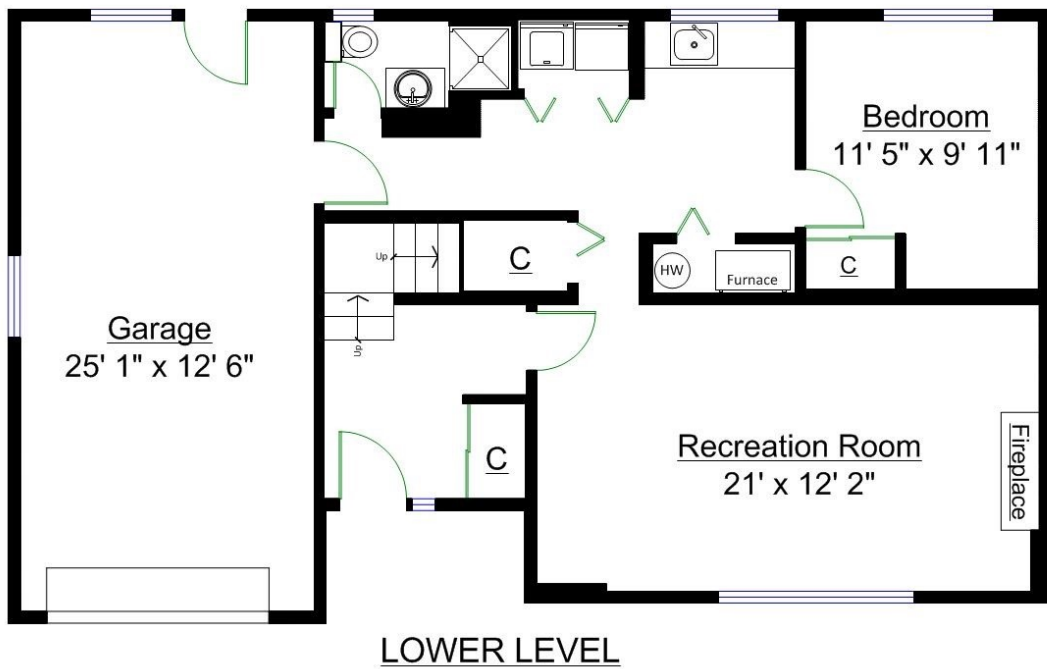 Bedroom
11' 5" x 9' 11"
Up
C
HW
Furnace
C
Garage
25' 1" x 12' 6"
Up
C
Recreation Room
21' x 12' 2"
Fireplace
LOWER LEVEL